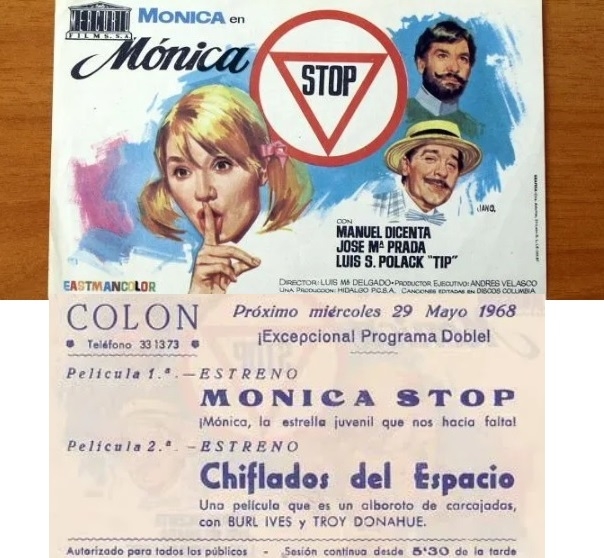 MONICA en
FILMS. S.A.
Mónica
STOP
JANO.
CON
MANUEL DICENTA
JOSE Mª PRADA
LUIS S. POLACK "TIP"
EASTMANCOLOR
DIRECTOR: LUIS Mª DELGADO • PRODUCTOR EJECUTIVO: ANDRES VELASCO
UNA PRODUCCION: HIDALGO P.C.S.A. CANCIONES EDITADAS EN DISCOS COLUMBIA
COLON
Teléfono 33 13 73
Próximo miércoles 29 Mayo 1968
¡Excepcional Programa Doble!
Película 1.ª.—ESTRENO
MONICA STOP
¡Mónica, la estrella juvenil que nos hacia falta!
Película 2.ª. —ESTRENO
Chiflados del Espacio
Una película que es un alboroto de carcajadas,
con BURL IVES y TROY DONAHUE.
Autorizado para todos los públicos - Sesión continua desde 5'30 de la tarde